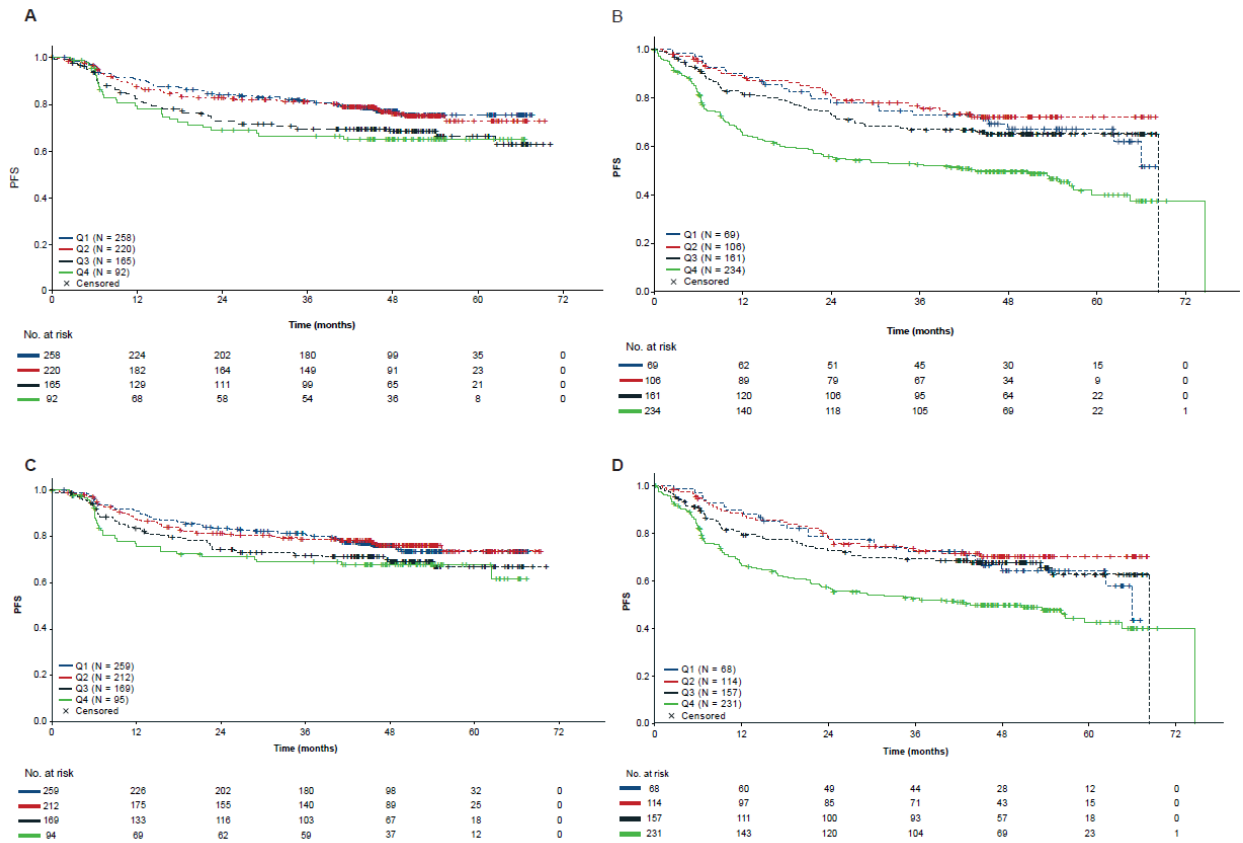 A
1.0
0.8
0.6
0.4
0.2
0.0
PFS
Q1 (N = 258)
Q2 (N = 220)
Q3 (N = 165)
Q4 (N = 92)
× Censored
0 12 24 36 48 60 72
Time (months)
No. at risk
258 224 202 180 99 35 0
220 182 164 149 91 23 0
165 129 111 99 65 21 0
92 68 58 54 36 8 0
B
1.0
0.8
0.6
0.4
0.2
0.0
PFS
Q1 (N = 69)
Q2 (N = 106)
Q3 (N = 161)
Q4 (N = 234)
× Censored
0 12 24 36 48 60 72
Time (months)
No. at risk
69 62 51 45 30 15 0
106 89 79 67 34 9 0
161 120 106 95 64 22 0
234 140 118 105 69 22 1
C
1.0
0.8
0.6
0.4
0.2
0.0
PFS
Q1 (N = 259)
Q2 (N = 212)
Q3 (N = 169)
Q4 (N = 95)
× Censored
0 12 24 36 48 60 72
Time (months)
No. at risk
259 226 202 180 98 32 0
212 175 155 140 89 25 0
169 133 116 103 67 18 0
94 69 62 59 37 12 0
D
1.0
0.8
0.6
0.4
0.2
0.0
PFS
Q1 (N = 68)
Q2 (N = 114)
Q3 (N = 157)
Q4 (N = 231)
× Censored
0 12 24 36 48 60 72
Time (months)
No. at risk
68 60 49 44 28 12 0
114 97 85 71 43 15 0
157 111 100 93 57 18 0
231 143 120 104 69 23 1